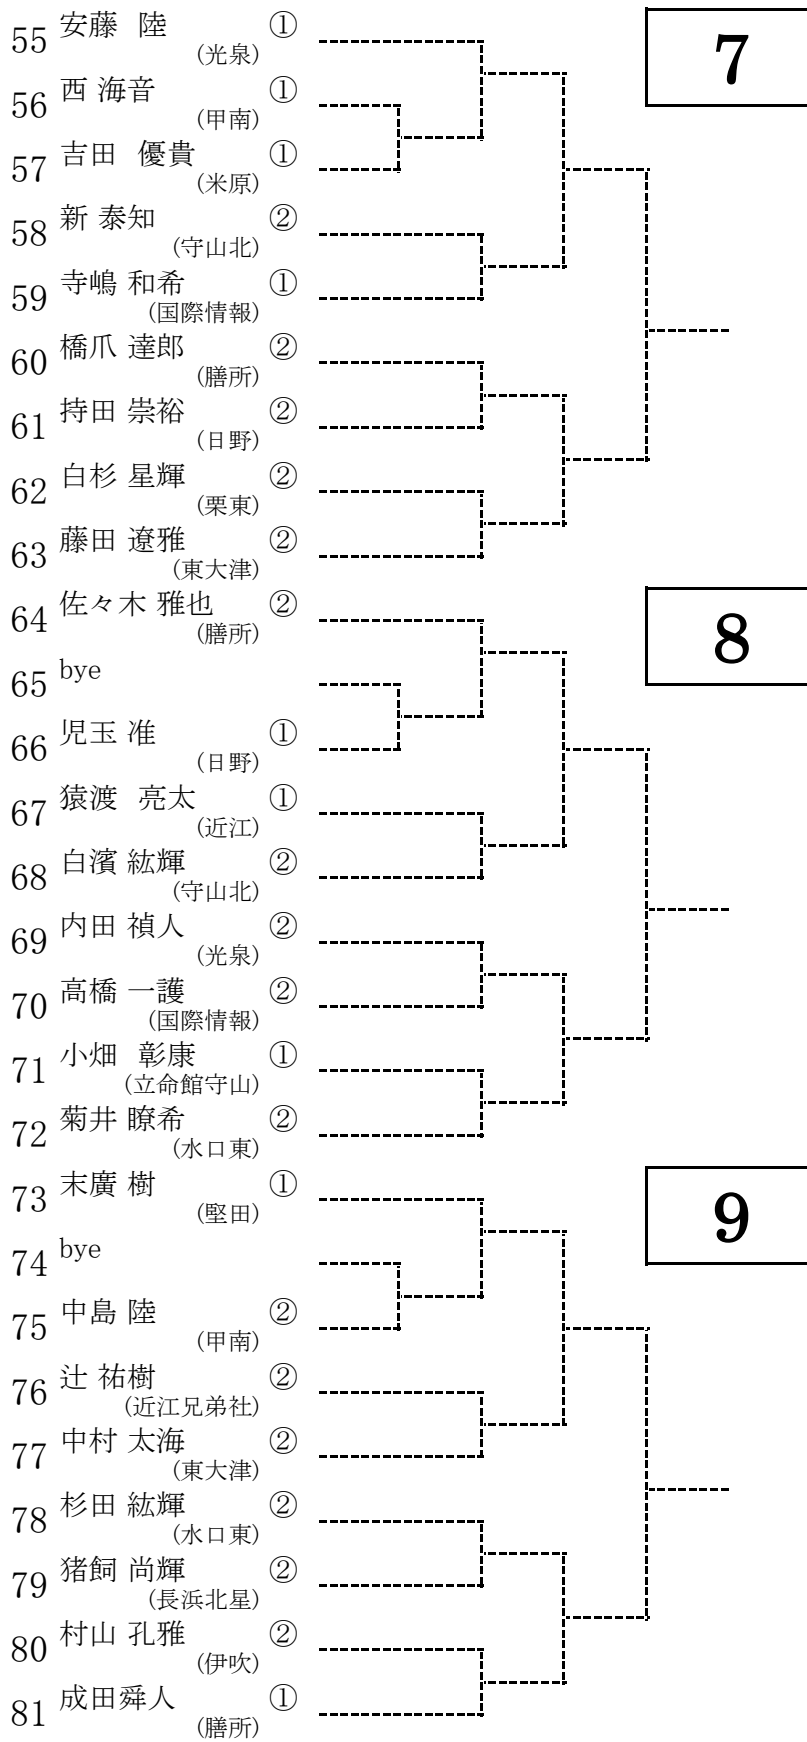 7
55 安藤 陸 ①
(光泉)
56 西 海音 ①
(甲南)
57 吉田 優貴 ①
(米原)
58 新 泰知 ②
(守山北)
59 寺嶋 和希 ①
(国際情報)
60 橋爪 達郎 ②
(膳所)
61 持田 崇裕 ②
(日野)
62 白杉 星輝 ②
(栗東)
63 藤田 遼雅 ②
(東大津)
8
64 佐々木 雅也 ②
(膳所)
65 bye
66 児玉 准 ①
(日野)
67 猿渡 亮太 ①
(近江)
68 白濱 紘輝 ②
(守山北)
69 内田 禎人 ②
(光泉)
70 高橋 一護 ②
(国際情報)
71 小畑 彰康 ①
(立命館守山)
72 菊井 瞭希 ②
(水口東)
9
73 末廣 樹 ①
(堅田)
74 bye
75 中島 陸 ②
(甲南)
76 辻 祐樹 ②
(近江兄弟社)
77 中村 太海 ②
(東大津)
78 杉田 紘輝 ②
(水口東)
79 猪飼 尚輝 ②
(長浜北星)
80 村山 孔雅 ②
(伊吹)
81 成田舜人 ①
(膳所)